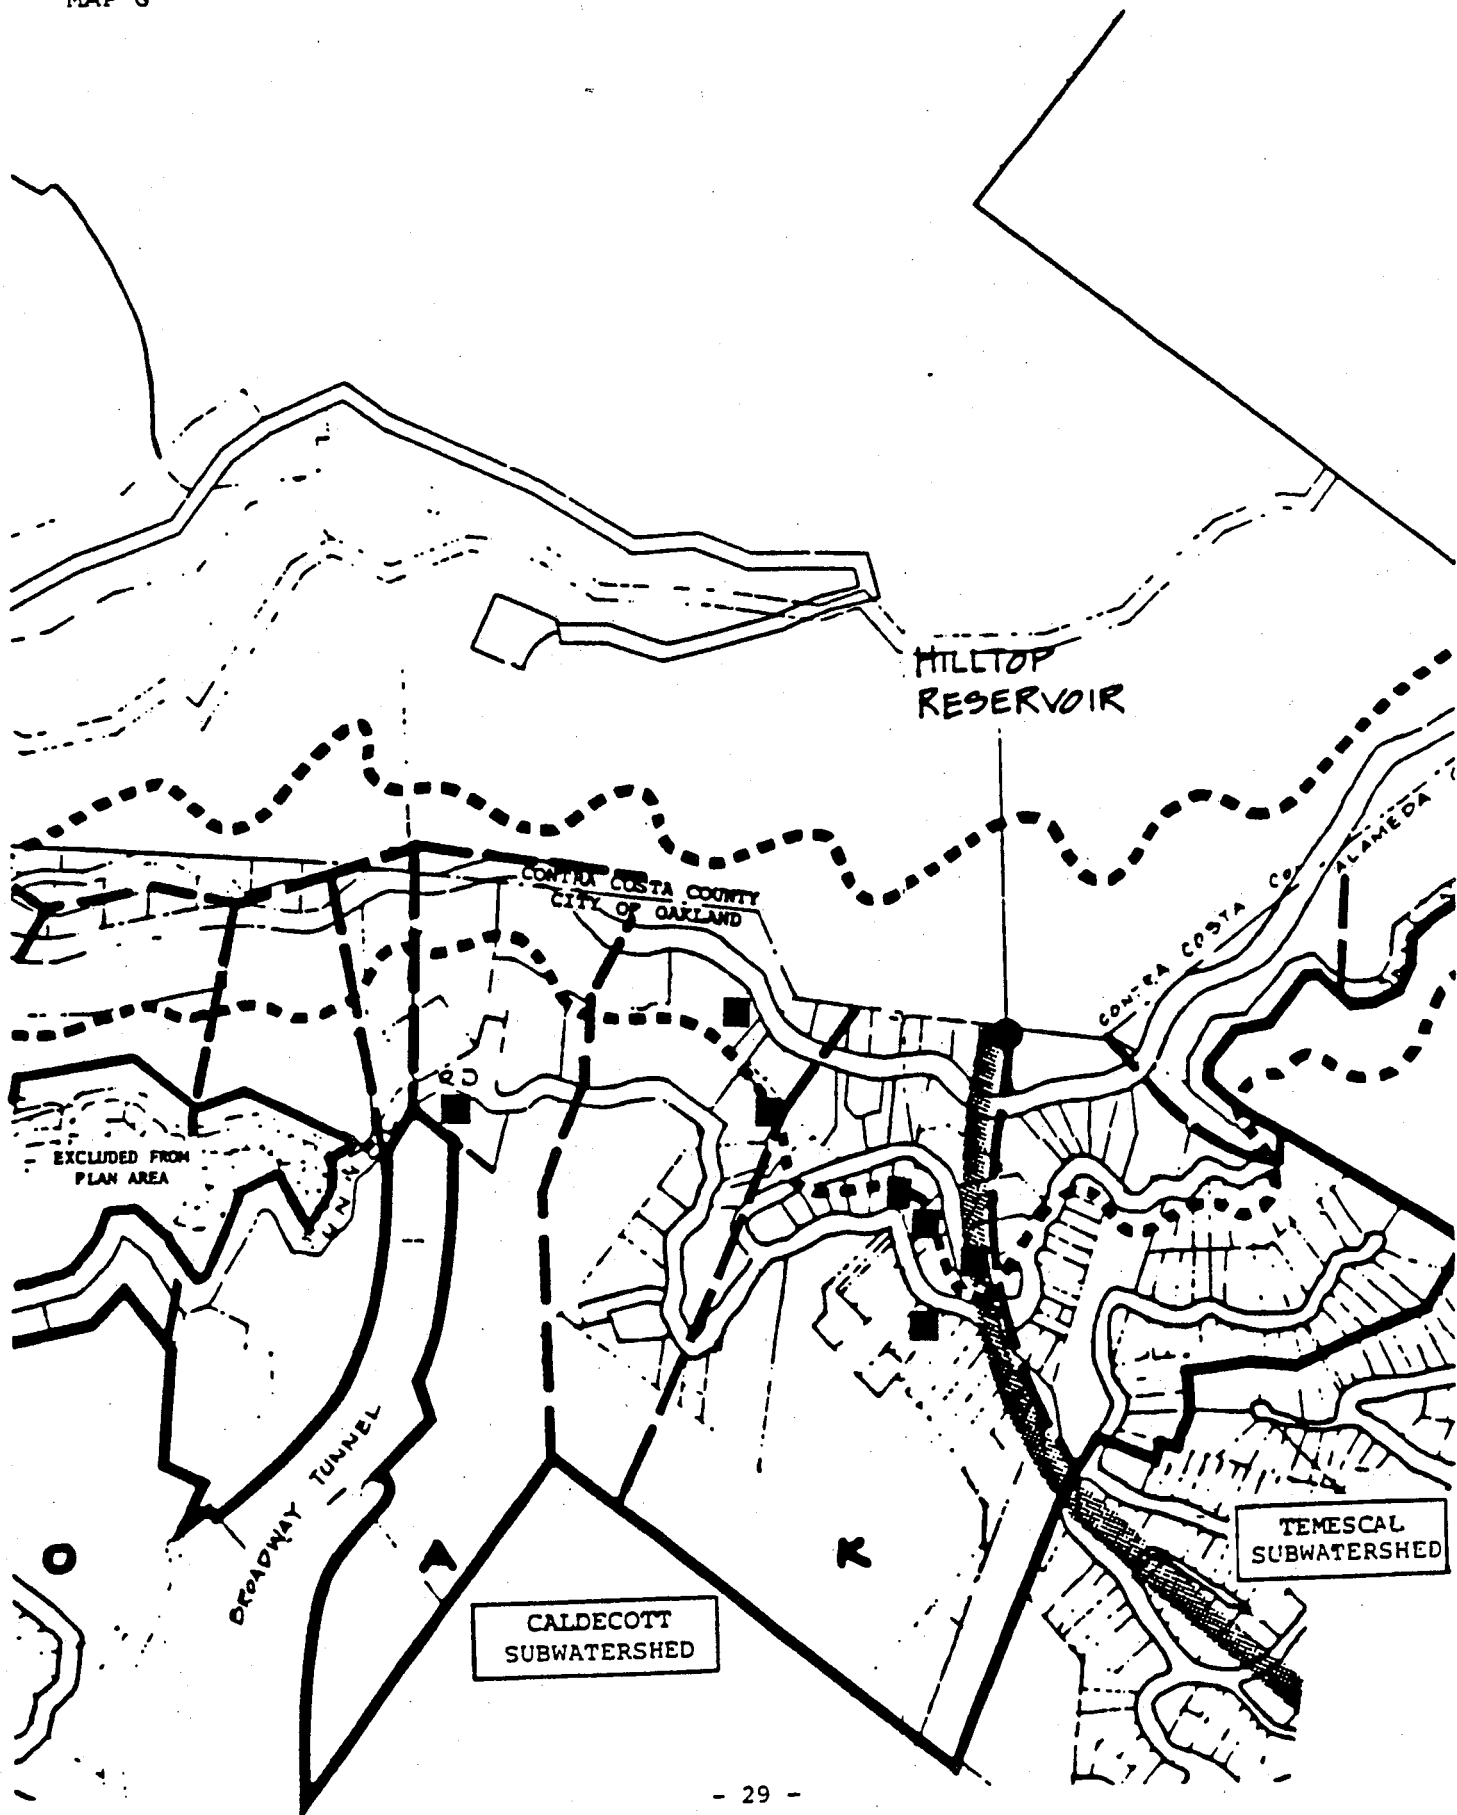 HILLTOP
RESERVOIR
ALAMEDA
CONTRA COSTA COUNTY
CITY OF OAKLAND
CONTRA COSTA CO
RD
EXCLUDED FROM
PLAN AREA
BROADWAY TUNNEL
O
A
K
TEMESCAL
SUBWATERSHED
CALDECOTT
SUBWATERSHED
- 29 -